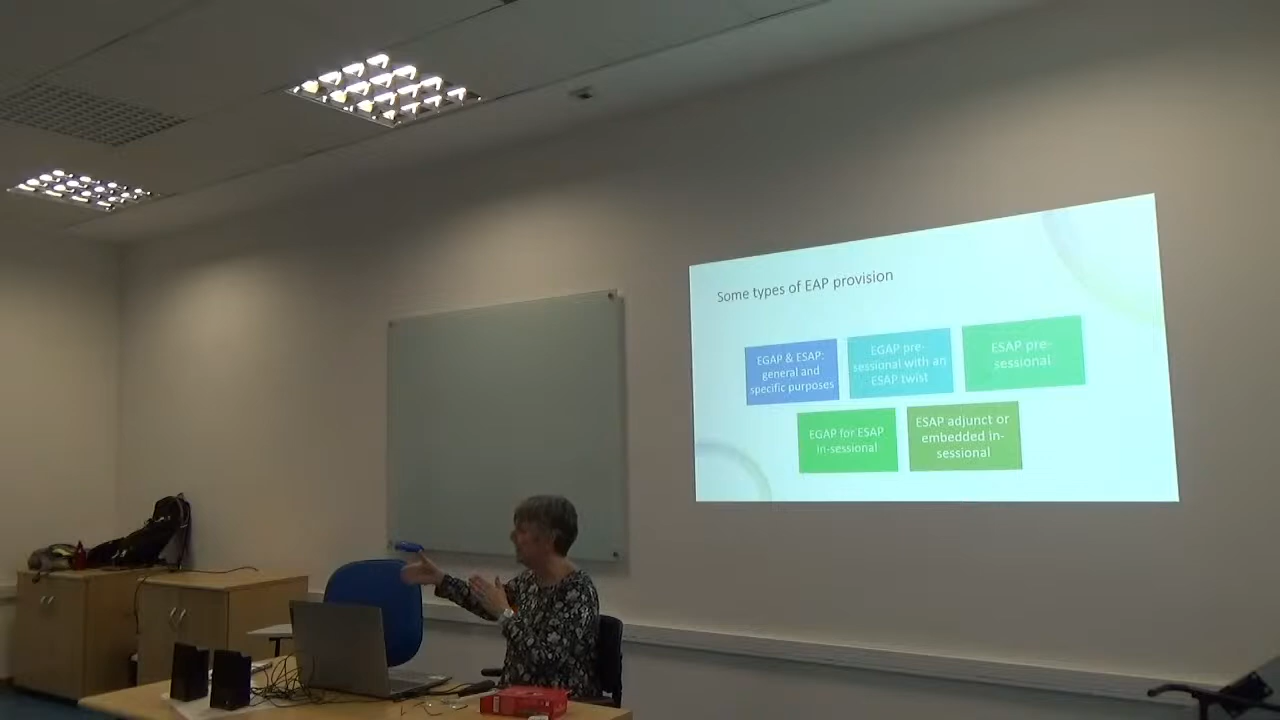 Some types of EAP provision
EGAP & ESAP:
general and
specific purposes
EGAP pre-
sessional with an
ESAP twist
ESAP pre-
sessional
EGAP for ESAP
in-sessional
ESAP adjunct or
embedded in-
sessional